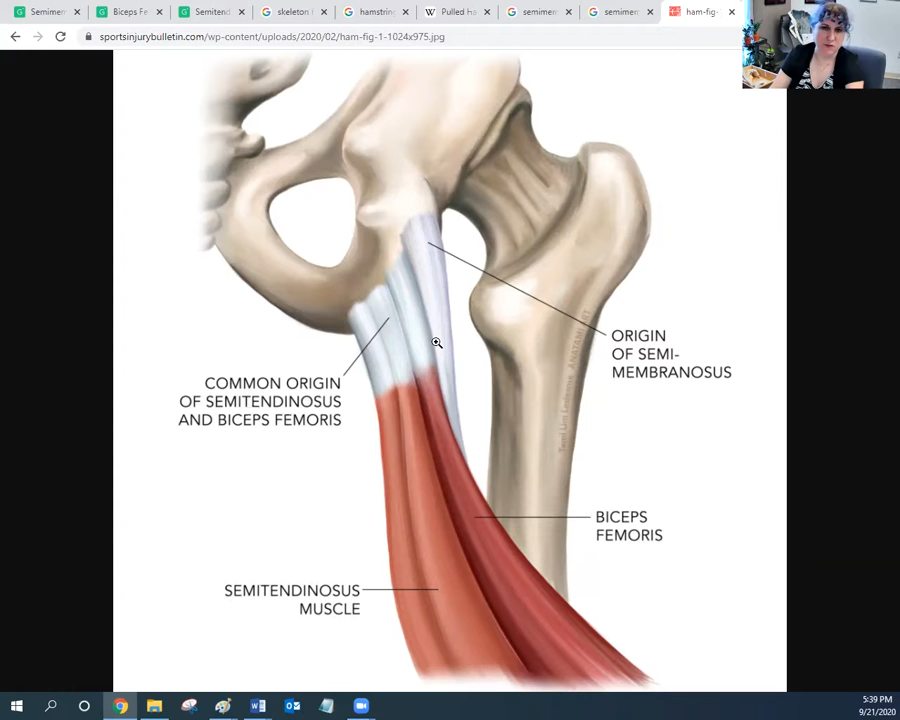 Semimem
Biceps Fe
Semitend
skeleton f
hamstring
Pulled Ha
semimem
semimem
ham-fig-
sportsinjurybulletin.com/wp-content/uploads/2020/02/ham-fig-1-1024x975.jpg
ORIGIN
OF SEMI-
MEMBRANOSUS
COMMON ORIGIN
OF SEMITENDINOSUS
AND BICEPS FEMORIS
BICEPS
FEMORIS
SEMITENDINOSUS
MUSCLE
5:39 PM
9/21/2020